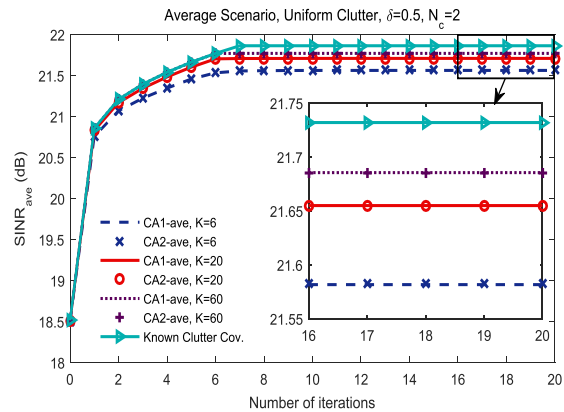 Average Scenario, Uniform Clutter, δ=0.5, N_c=2
22
21.5
21
20.5
20
19.5
19
18.5
18
SINR_ave (dB)
21.75
21.7
21.65
21.6
21.55
16 17 18 19 20
CA1-ave, K=6
CA2-ave, K=6
CA1-ave, K=20
CA2-ave, K=20
CA1-ave, K=60
CA2-ave, K=60
Known Clutter Cov.
0 2 4 6 8 10 12 14 16 18 20
Number of iterations